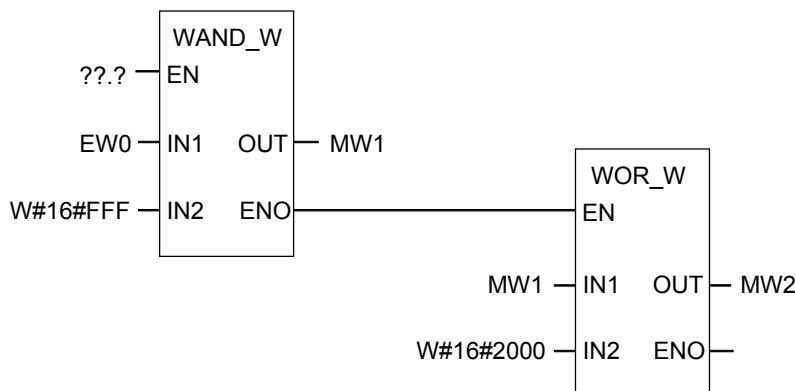 WAND_W
??.? EN
EW0 IN1 OUT MW1
W#16#FFF IN2 ENO
WOR_W
EN
MW1 IN1 OUT MW2
W#16#2000 IN2 ENO